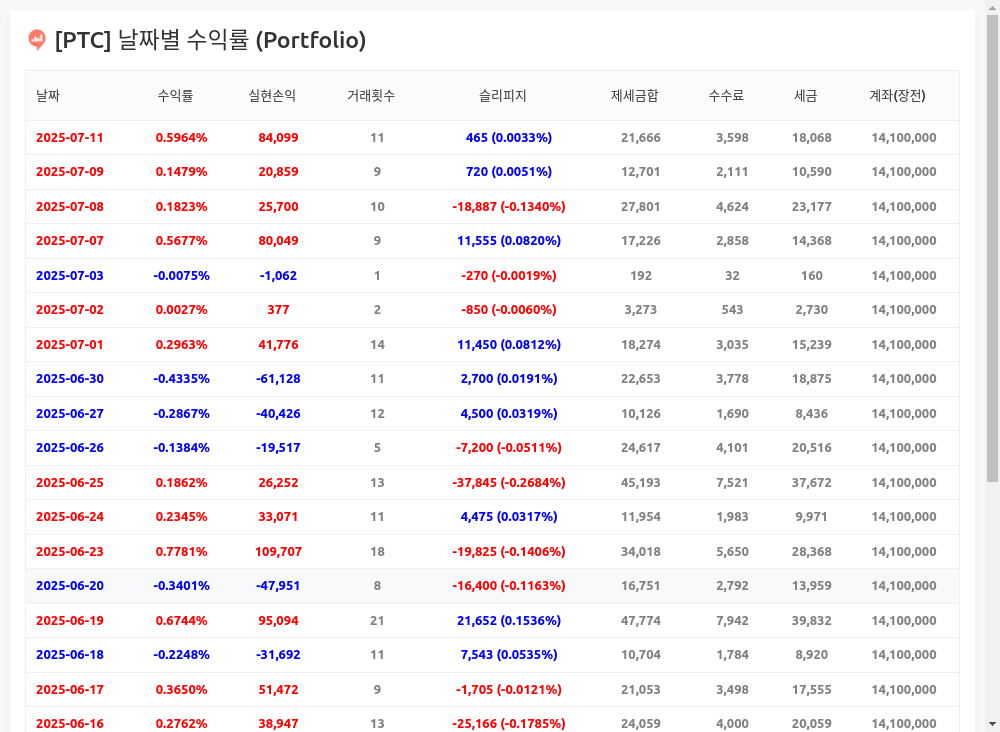 [PTC] 날짜별 수익률 (Portfolio)
날짜 수익률 실현손익 거래횟수 슬리피지 제세금합 수수료 세금 계좌(장전)
2025-07-11 0.5964% 84,099 11 465 (0.0033%) 21,666 3,598 18,068 14,100,000
2025-07-09 0.1479% 20,859 9 720 (0.0051%) 12,701 2,111 10,590 14,100,000
2025-07-08 0.1823% 25,700 10 -18,887 (-0.1340%) 27,801 4,624 23,177 14,100,000
2025-07-07 0.5677% 80,049 9 11,555 (0.0820%) 17,226 2,858 14,368 14,100,000
2025-07-03 -0.0075% -1,062 1 -270 (-0.0019%) 192 32 160 14,100,000
2025-07-02 0.0027% 377 2 -850 (-0.0060%) 3,273 543 2,730 14,100,000
2025-07-01 0.2963% 41,776 14 11,450 (0.0812%) 18,274 3,035 15,239 14,100,000
2025-06-30 -0.4335% -61,128 11 2,700 (0.0191%) 22,653 3,778 18,875 14,100,000
2025-06-27 -0.2867% -40,426 12 4,500 (0.0319%) 10,126 1,690 8,436 14,100,000
2025-06-26 -0.1384% -19,517 5 -7,200 (-0.0511%) 24,617 4,101 20,516 14,100,000
2025-06-25 0.1862% 26,252 13 -37,845 (-0.2684%) 45,193 7,521 37,672 14,100,000
2025-06-24 0.2345% 33,071 11 4,475 (0.0317%) 11,954 1,983 9,971 14,100,000
2025-06-23 0.7781% 109,707 18 -19,825 (-0.1406%) 34,018 5,650 28,368 14,100,000
2025-06-20 -0.3401% -47,951 8 -16,400 (-0.1163%) 16,751 2,792 13,959 14,100,000
2025-06-19 0.6744% 95,094 21 21,652 (0.1536%) 47,774 7,942 39,832 14,100,000
2025-06-18 -0.2248% -31,692 11 7,543 (0.0535%) 10,704 1,784 8,920 14,100,000
2025-06-17 0.3650% 51,472 9 -1,705 (-0.0121%) 21,053 3,498 17,555 14,100,000
2025-06-16 0.2762% 38,947 13 -25,166 (-0.1785%) 24,059 4,000 20,059 14,100,000